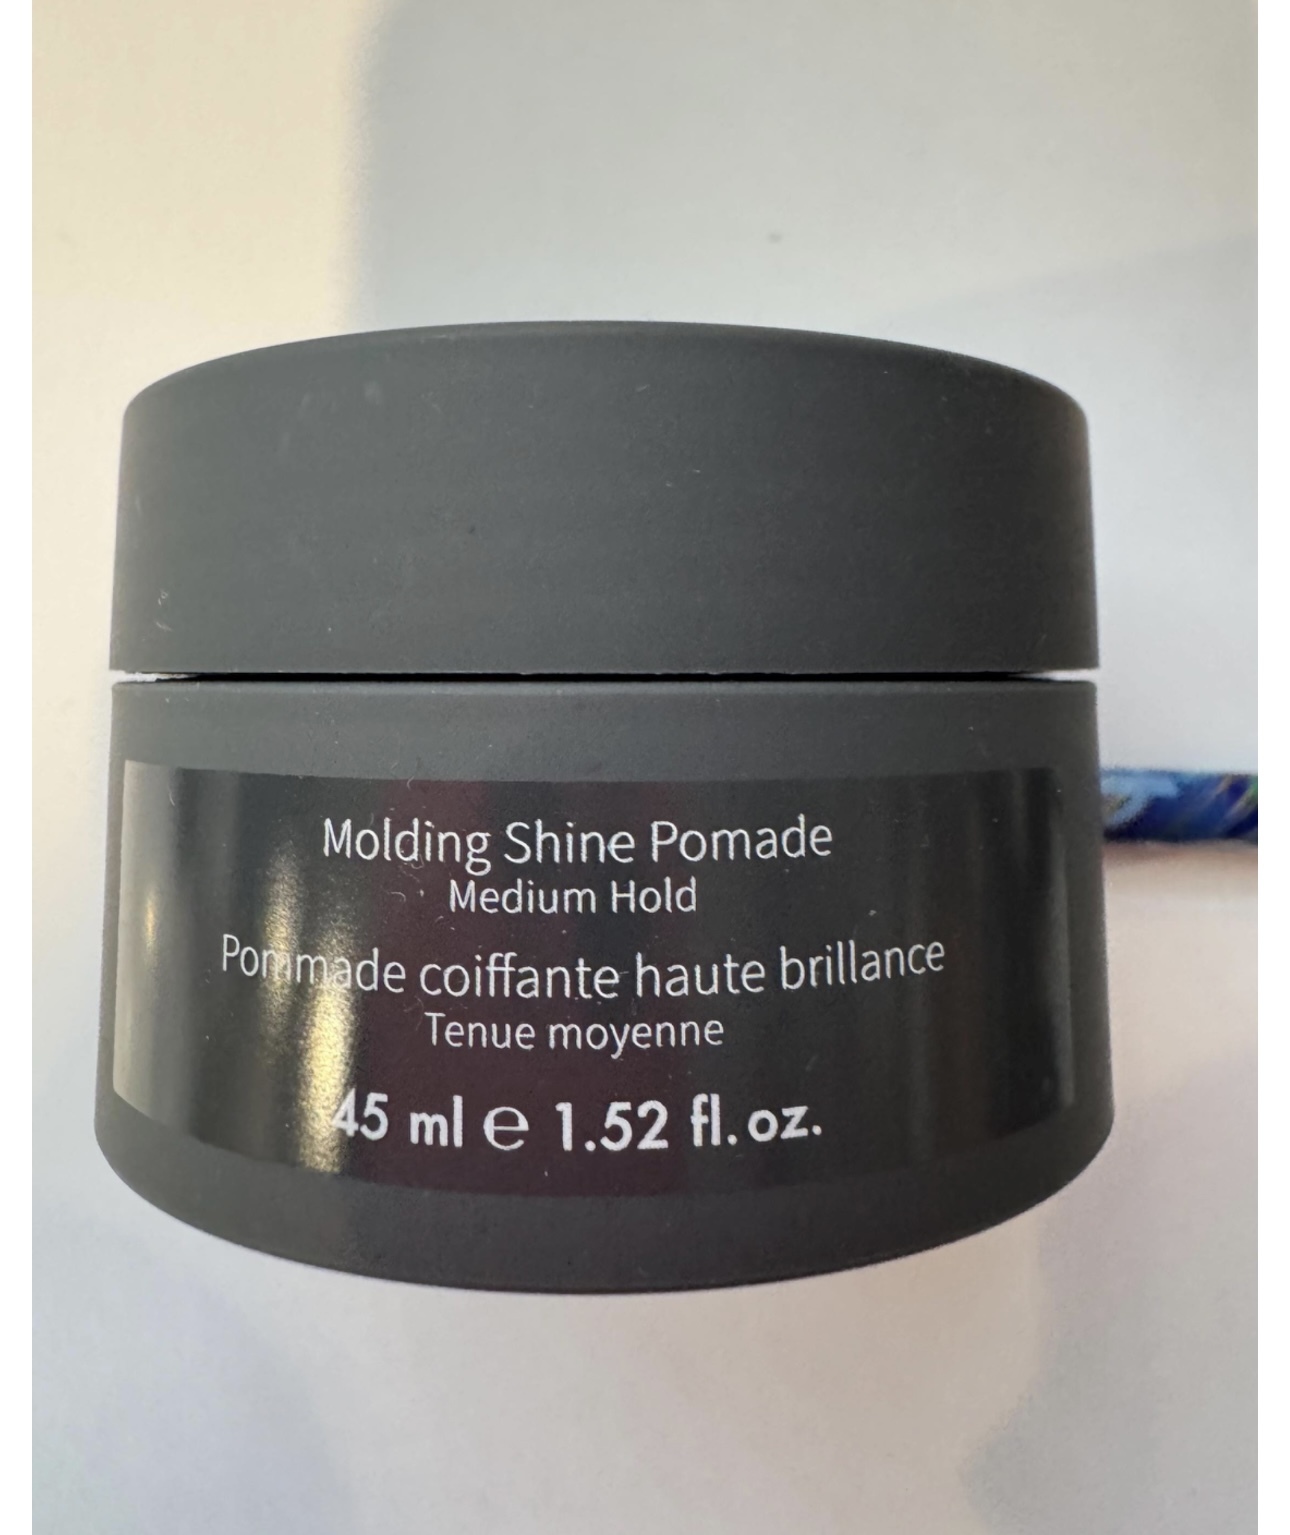 Molding Shine Pomade
Medium Hold
Pommade coiffante haute brillance
Tenue moyenne
45 ml ℮ 1.52 fl. oz.